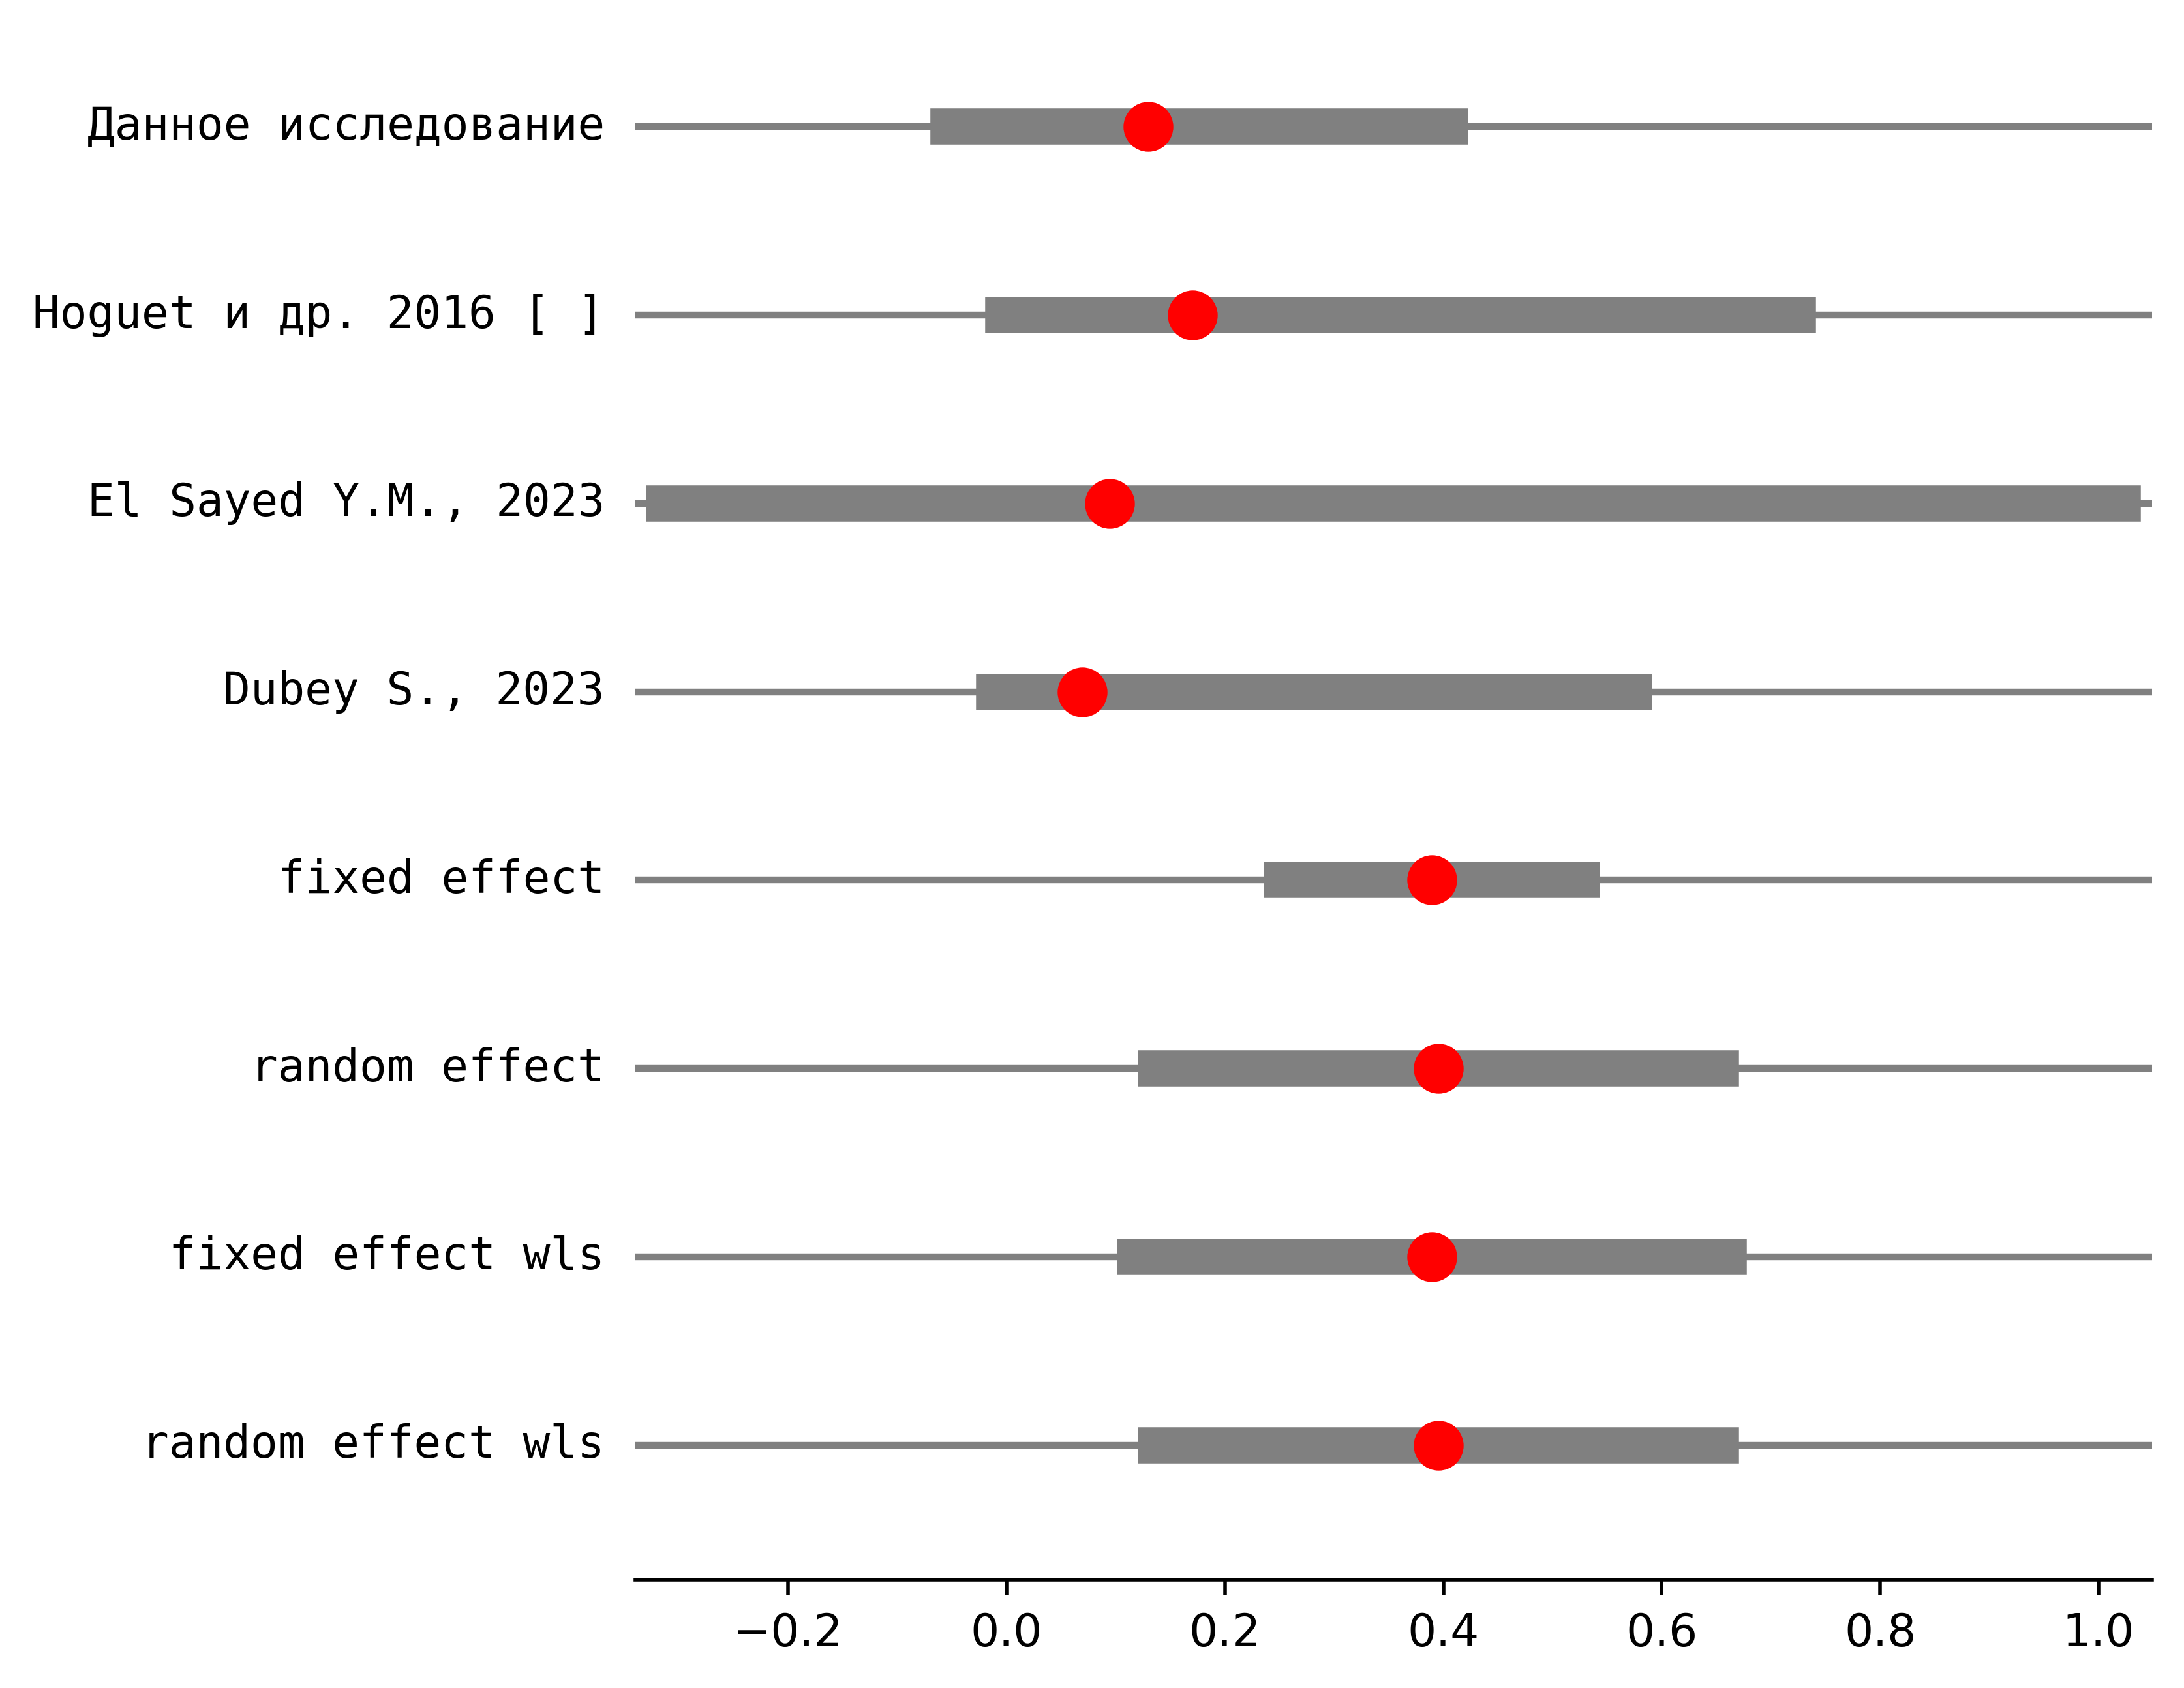 Данное исследование
Hoguet и др. 2016 [ ]
El Sayed Y.M., 2023
Dubey S., 2023
fixed effect
random effect
fixed effect wls
random effect wls
−0.2 0.0 0.2 0.4 0.6 0.8 1.0